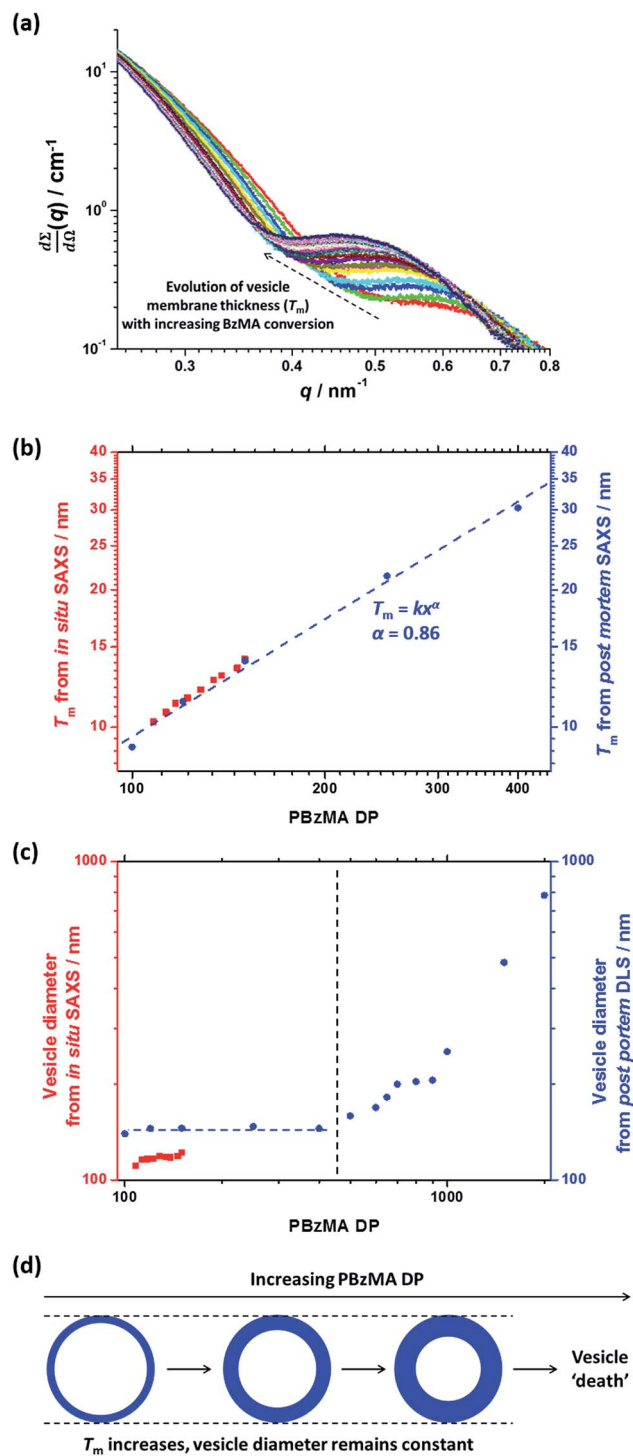 (a)
10¹
10⁰
10⁻¹
dΣ/dΩ(q) / cm⁻¹
Evolution of vesicle
membrane thickness (Tₘ)
with increasing BzMA conversion
0.3 0.4 0.5 0.6 0.7 0.8
q / nm⁻¹
(b)
40
35
30
25
20
15
10
Tₘ from in situ SAXS / nm
Tₘ = kxᵅ
α = 0.86
40
35
30
25
20
15
10
Tₘ from post mortem SAXS / nm
100 200 300 400
PBzMA DP
(c)
1000
100
Vesicle diameter
from in situ SAXS / nm
1000
100
Vesicle diameter
from post portem DLS / nm
100 1000
PBzMA DP
(d)
Increasing PBzMA DP
Vesicle
‘death’
Tₘ increases, vesicle diameter remains constant